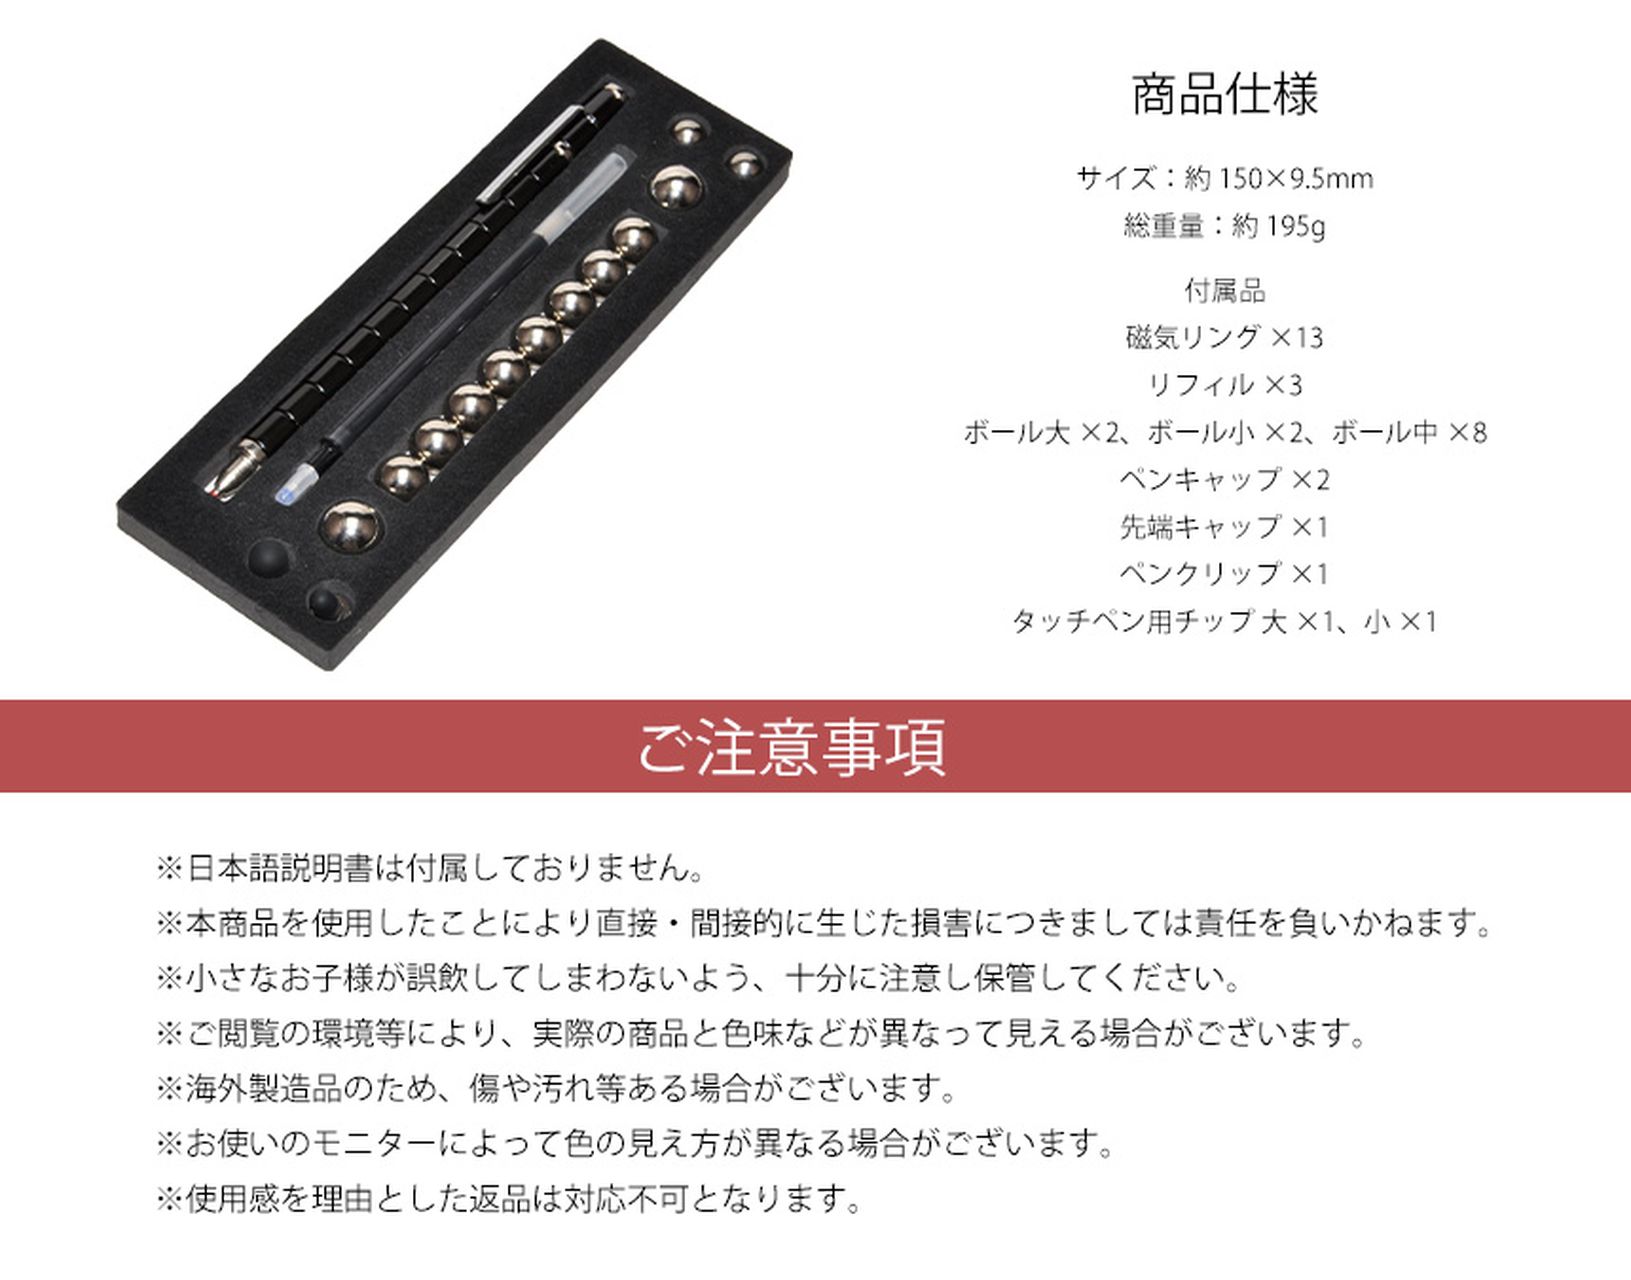 商品仕様
サイズ：約 150×9.5mm
総重量：約 195g
付属品
磁気リング ×13
リフィル ×3
ボール大 ×2、ボール小 ×2、ボール中 ×8
ペンキャップ ×2
先端キャップ ×1
ペンクリップ ×1
タッチペン用チップ 大 ×1、小 ×1
ご注意事項
※日本語説明書は付属しておりません。
※本商品を使用したことにより直接・間接的に生じた損害につきましては責任を負いかねます。
※小さなお子様が誤飲してしまわないよう、十分に注意し保管してください。
※ご閲覧の環境等により、実際の商品と色味などが異なって見える場合がございます。
※海外製造品のため、傷や汚れ等ある場合がございます。
※お使いのモニターによって色の見え方が異なる場合がございます。
※使用感を理由とした返品は対応不可となります。